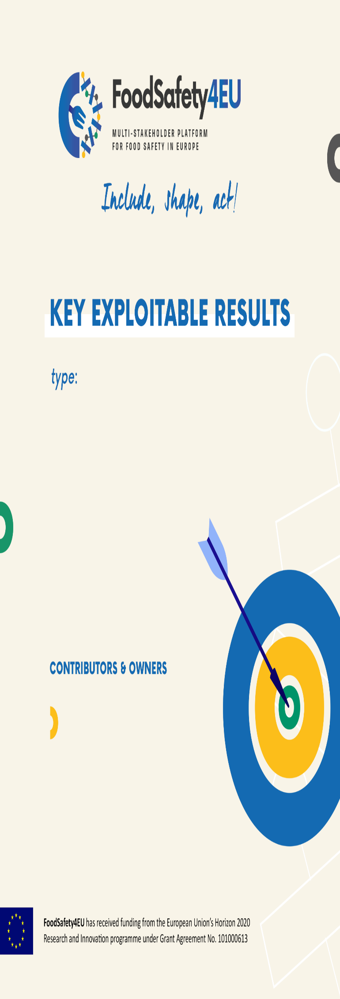 FoodSafety4EU
MULTI-STAKEHOLDER PLATFORM
FOR FOOD SAFETY IN EUROPE
Include, shape, act!
KEY EXPLOITABLE RESULTS
type:
CONTRIBUTORS & OWNERS
FoodSafety4EU has received funding from the European Union's Horizon 2020
Research and Innovation programme under Grant Agreement No. 101000613